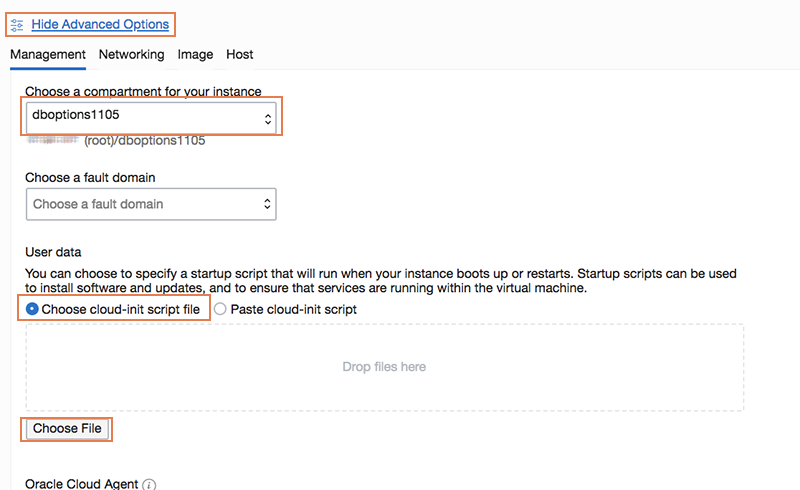 Hide Advanced Options
Management Networking Image Host
Choose a compartment for your instance
dboptions1105
(root)/dboptions1105
Choose a fault domain
Choose a fault domain
User data
You can choose to specify a startup script that will run when your instance boots up or restarts. Startup scripts can be used
to install software and updates, and to ensure that services are running within the virtual machine.
Choose cloud-init script file Paste cloud-init script
Drop files here
Choose File
Oracle Cloud Agent i